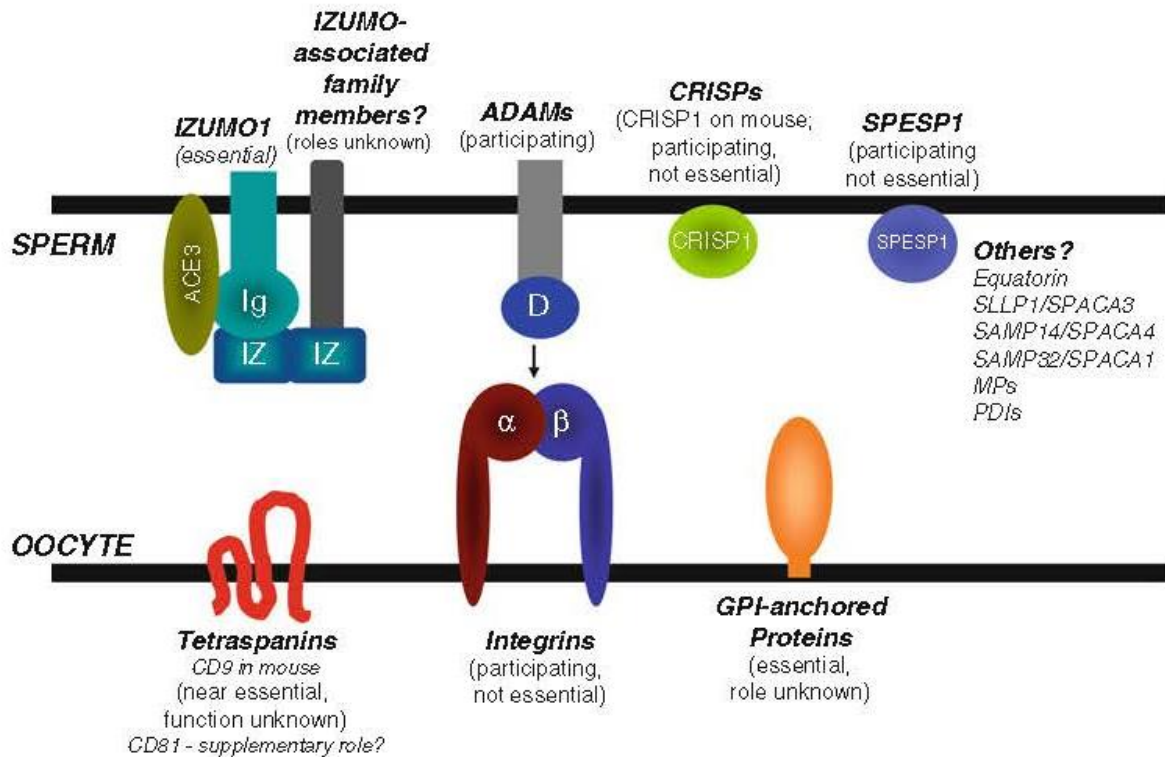 IZUMO1
(essential)
IZUMO-
associated
family
members?
(roles unknown)
ADAMs
(participating)
CRISPs
(CRISP1 on mouse;
participating,
not essential)
SPESP1
(participating
not essential)
SPERM
ACE3
Ig
IZ
IZ
D
CRISP1
SPESP1
Others?
Equatorin
SLLP1/SPACA3
SAMP14/SPACA4
SAMP32/SPACA1
MPs
PDIs
α
β
OOCYTE
Tetraspanins
CD9 in mouse
(near essential,
function unknown)
CD81 - supplementary role?
Integrins
(participating,
not essential)
GPI-anchored
Proteins
(essential,
role unknown)